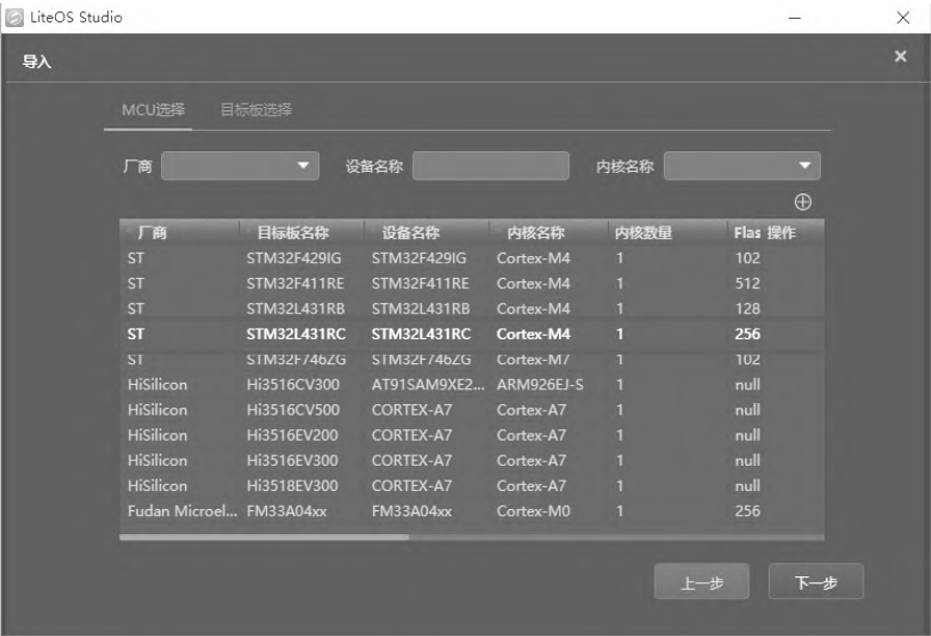 LiteOS Studio
导入
MCU选择 目标板选择
厂商 设备名称 内核名称
厂商 目标板名称 设备名称 内核名称 内核数量 Flas 操作
ST STM32F429IG STM32F429IG Cortex-M4 1 102
ST STM32F411RE STM32F411RE Cortex-M4 1 512
ST STM32L431RB STM32L431RB Cortex-M4 1 128
ST STM32L431RC STM32L431RC Cortex-M4 1 256
ST STM32F746ZG STM32F746ZG Cortex-M7 1 102
HiSilicon Hi3516CV300 AT91SAM9XE2... ARM926EJ-S 1 null
HiSilicon Hi3516CV500 CORTEX-A7 Cortex-A7 1 null
HiSilicon Hi3516EV200 CORTEX-A7 Cortex-A7 1 null
HiSilicon Hi3516EV300 CORTEX-A7 Cortex-A7 1 null
HiSilicon Hi3518EV300 CORTEX-A7 Cortex-A7 1 null
Fudan Microel... FM33A04xx FM33A04xx Cortex-M0 1 256
上一步 下一步